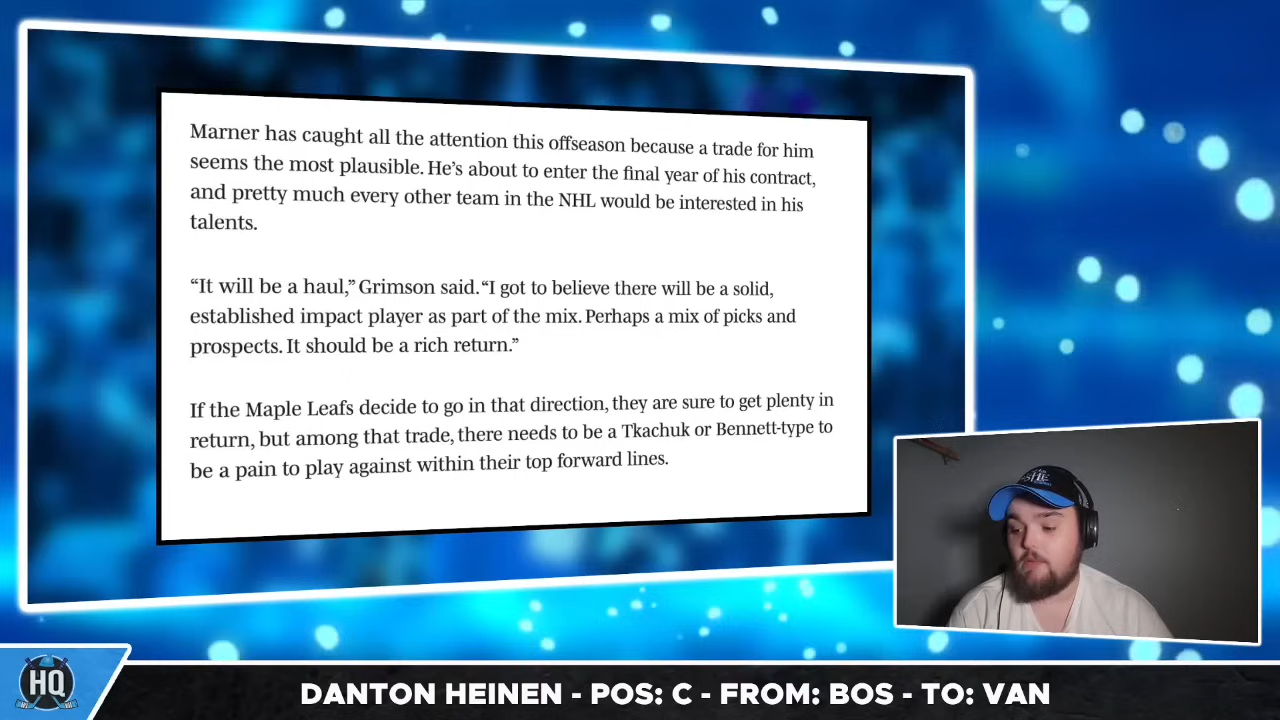 Marner has caught all the attention this offseason because a trade for him
seems the most plausible. He's about to enter the final year of his contract,
and pretty much every other team in the NHL would be interested in his
talents.
“It will be a haul,” Grimson said. “I got to believe there will be a solid,
established impact player as part of the mix. Perhaps a mix of picks and
prospects. It should be a rich return.”
If the Maple Leafs decide to go in that direction, they are sure to get plenty in
return, but among that trade, there needs to be a Tkachuk or Bennett-type to
be a pain to play against within their top forward lines.
HQ
DANTON HEINEN - POS: C - FROM: BOS - TO: VAN